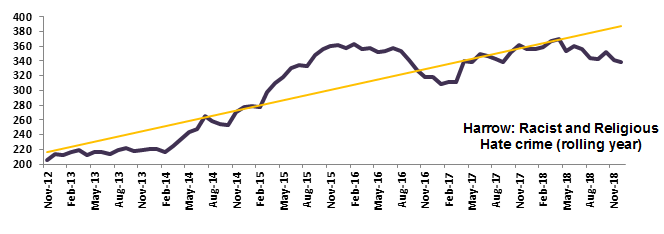 400
380
360
340
320
300
280
260
240
220
200
Harrow: Racist and Religious
Hate crime (rolling year)
Nov-12
Feb-13
May-13
Aug-13
Nov-13
Feb-14
May-14
Aug-14
Nov-14
Feb-15
May-15
Aug-15
Nov-15
Feb-16
May-16
Aug-16
Nov-16
Feb-17
May-17
Aug-17
Nov-17
Feb-18
May-18
Aug-18
Nov-18